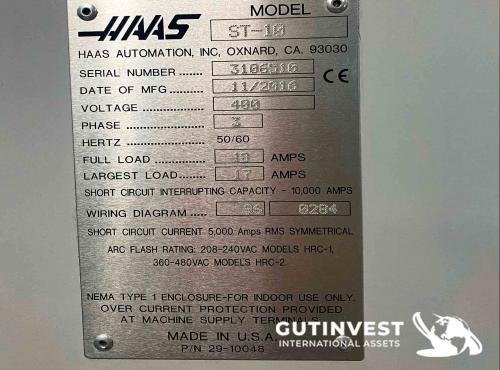 HAAS
MODEL
ST-10
HAAS AUTOMATION, INC, OXNARD, CA. 93030
SERIAL NUMBER ...... 3106510
DATE OF MFG ........ 11/2016
VOLTAGE ................ 400
PHASE .................... 3
HERTZ .................... 50/60
FULL LOAD ............ AMPS
LARGEST LOAD ..... 17 AMPS
SHORT CIRCUIT INTERRUPTING CAPACITY - 10,000 AMPS
WIRING DIAGRAM ..... 96 0284
SHORT CIRCUIT CURRENT 5,000 Amps RMS SYMMETRICAL
ARC FLASH RATING: 208-240VAC MODELS HRC-1,
360-480VAC MODELS HRC-2.
NEMA TYPE 1 ENCLOSURE-FOR INDOOR USE ONLY.
OVER CURRENT PROTECTION PROVIDED
AT MACHINE SUPPLY TERMINALS.
MADE IN U.S.A.
P/N 29-10048
CE
GUTINVEST
INTERNATIONAL ASSETS